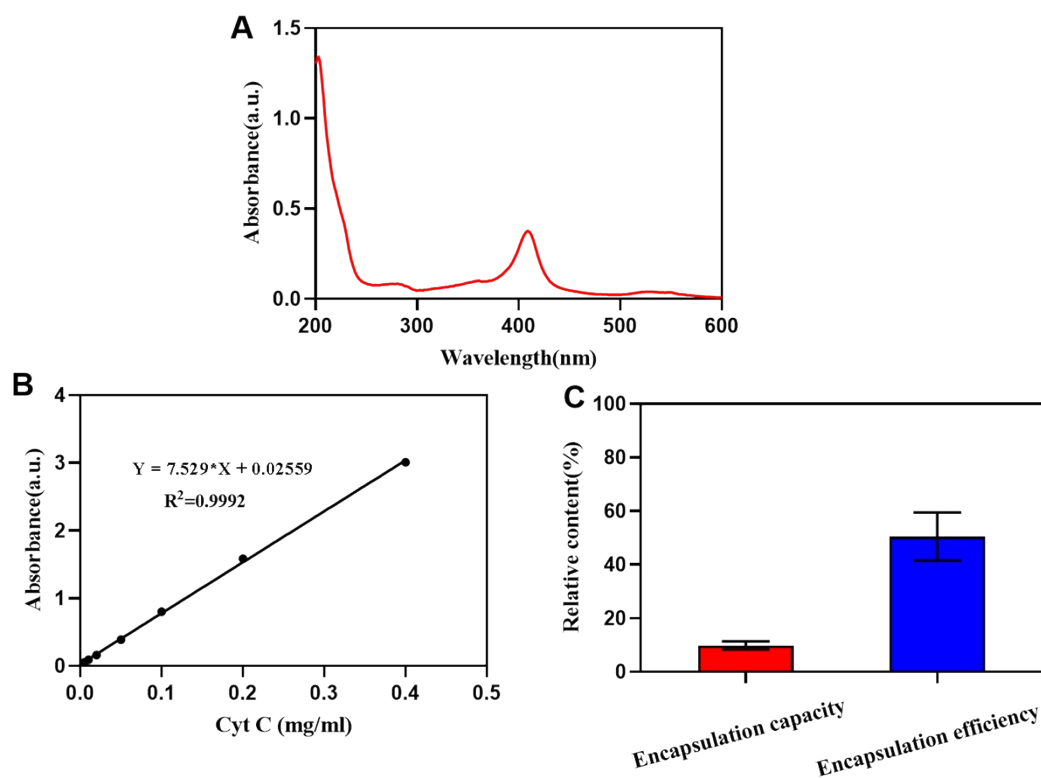 A
Absorbance(a.u.)
1.5
1.0
0.5
0.0
200 300 400 500 600
Wavelength(nm)
B
Absorbance(a.u.)
4
3
2
1
0
Y = 7.529*X + 0.02559
R²=0.9992
0.0 0.1 0.2 0.3 0.4 0.5
Cyt C (mg/ml)
C
Relative content(%)
100
80
60
40
20
0
Encapsulation capacity
Encapsulation efficiency